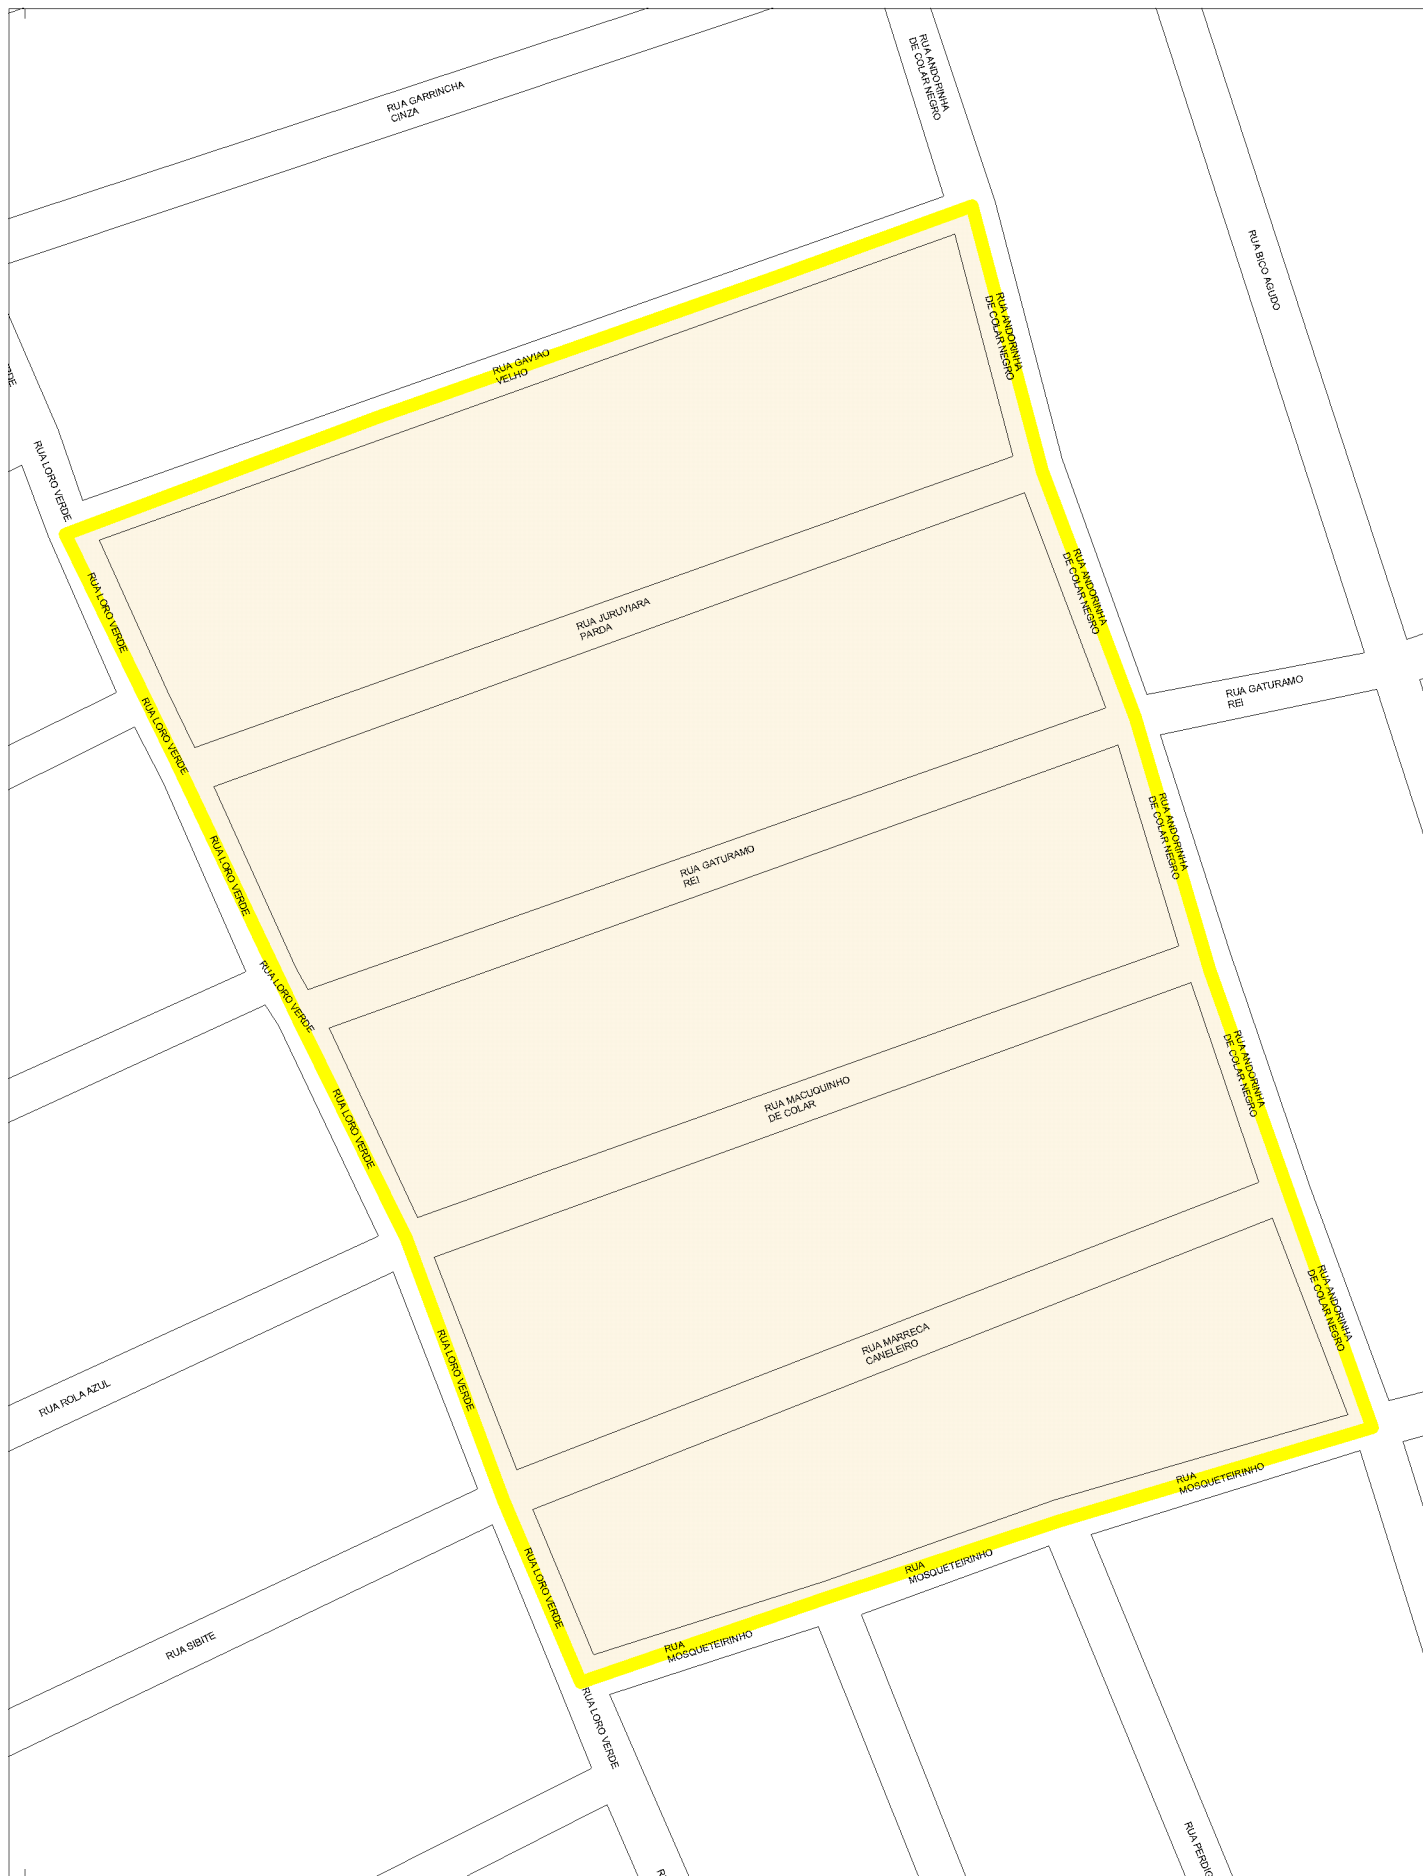 RUA ANDORINHA
DE COLAR NEGRO
RUA GARRINCHA
CINZA
RUA BICO AGUDO
RUA ANDORINHA
DE COLAR NEGRO
RUA GAVIAO
VELHO
RUA LORO VERDE
RUA ANDORINHA
DE COLAR NEGRO
RUA LORO VERDE
RUA JURUVIARA
PARDA
RUA GATURAMO
REI
RUA LORO VERDE
RUA ANDORINHA
DE COLAR NEGRO
RUA LORO VERDE
RUA GATURAMO
REI
RUA LORO VERDE
RUA ANDORINHA
DE COLAR NEGRO
RUA MACUQUINHO
DE COLAR
RUA LORO VERDE
RUA ANDORINHA
DE COLAR NEGRO
RUA MARRECA
CANELEIRO
RUA LORO VERDE
RUA ROLA AZUL
RUA
MOSQUETEIRINHO
RUA LORO VERDE
RUA
MOSQUETEIRINHO
RUA SIBITE
RUA
MOSQUETEIRINHO
RUA LORO VERDE
RUA PERDIG